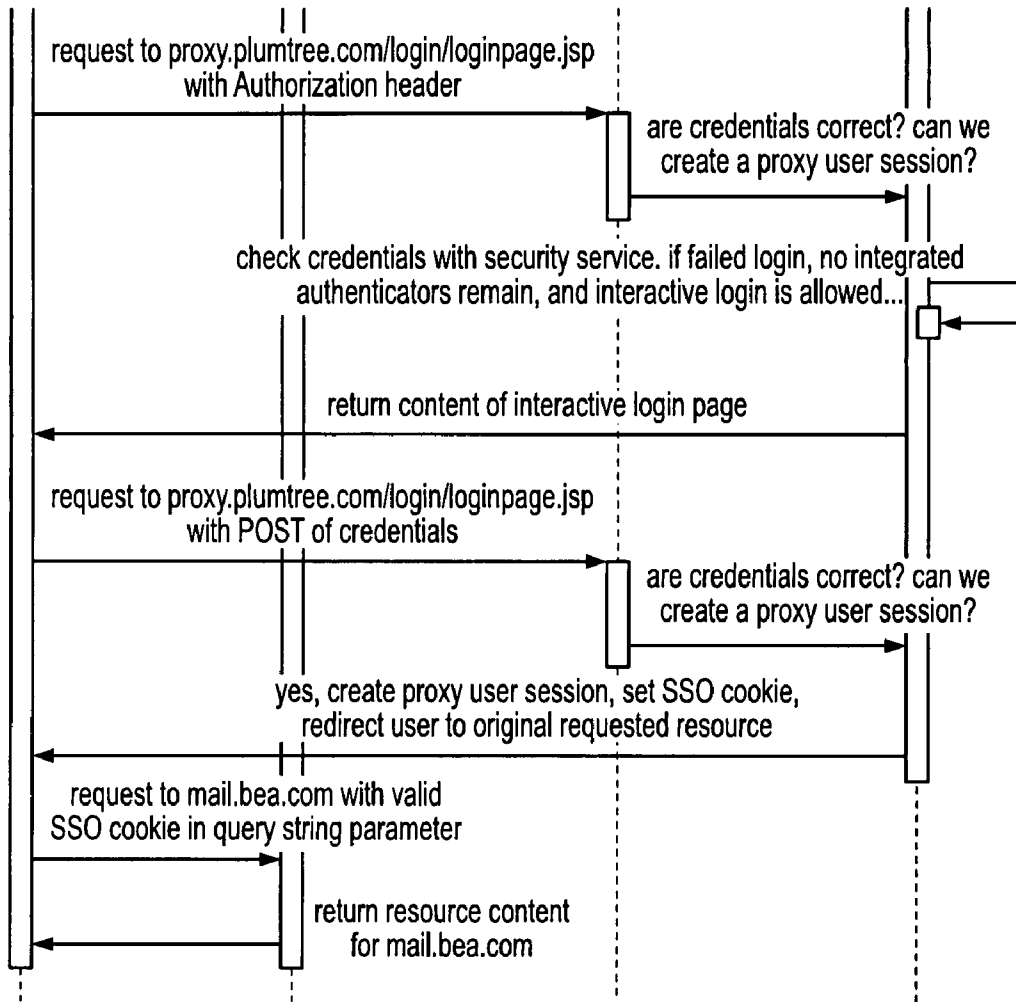 request to proxy.plumtree.com/login/loginpage.jsp
with Authorization header
are credentials correct? can we
create a proxy user session?
check credentials with security service. if failed login, no integrated
authenticators remain, and interactive login is allowed...
return content of interactive login page
request to proxy.plumtree.com/login/loginpage.jsp
with POST of credentials
are credentials correct? can we
create a proxy user session?
yes, create proxy user session, set SSO cookie,
redirect user to original requested resource
request to mail.bea.com with valid
SSO cookie in query string parameter
return resource content
for mail.bea.com